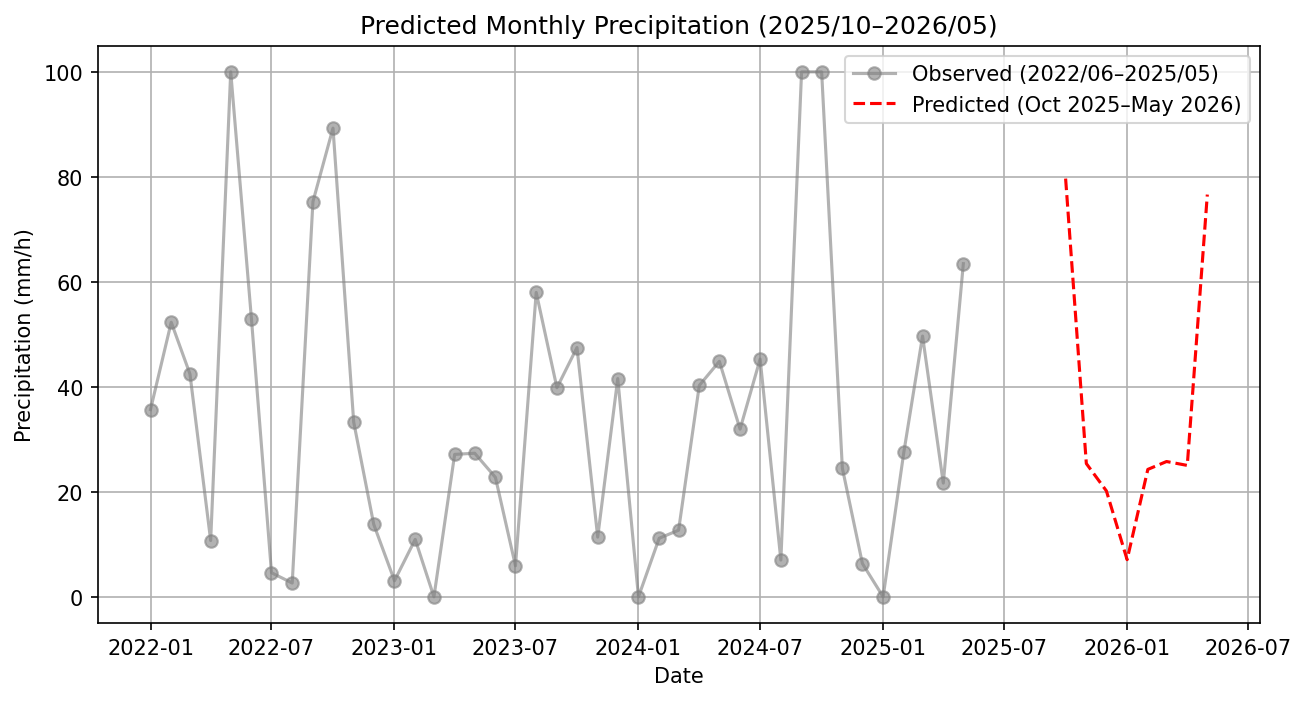 Predicted Monthly Precipitation (2025/10–2026/05)
Observed (2022/06–2025/05)
Predicted (Oct 2025–May 2026)
Precipitation (mm/h)
100
80
60
40
20
0
2022-01 2022-07 2023-01 2023-07 2024-01 2024-07 2025-01 2025-07 2026-01 2026-07
Date